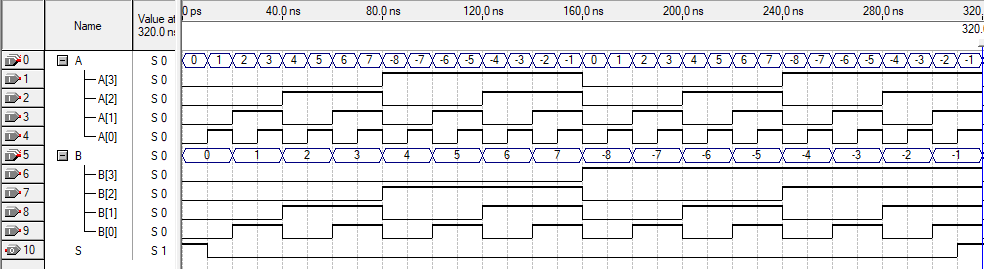 Name Value at 320.0 ns 0 ps 40.0 ns 80.0 ns 120.0 ns 160.0 ns 200.0 ns 240.0 ns 280.0 ns 320.
320.
0 A S 0 0 1 2 3 4 5 6 7 -8 -7 -6 -5 -4 -3 -2 -1 0 1 2 3 4 5 6 7 -8 -7 -6 -5 -4 -3 -2 -1
1 A[3] S 0
2 A[2] S 0
3 A[1] S 0
4 A[0] S 0
5 B S 0 0 1 2 3 4 5 6 7 -8 -7 -6 -5 -4 -3 -2 -1
6 B[3] S 0
7 B[2] S 0
8 B[1] S 0
9 B[0] S 0
10 S S 1